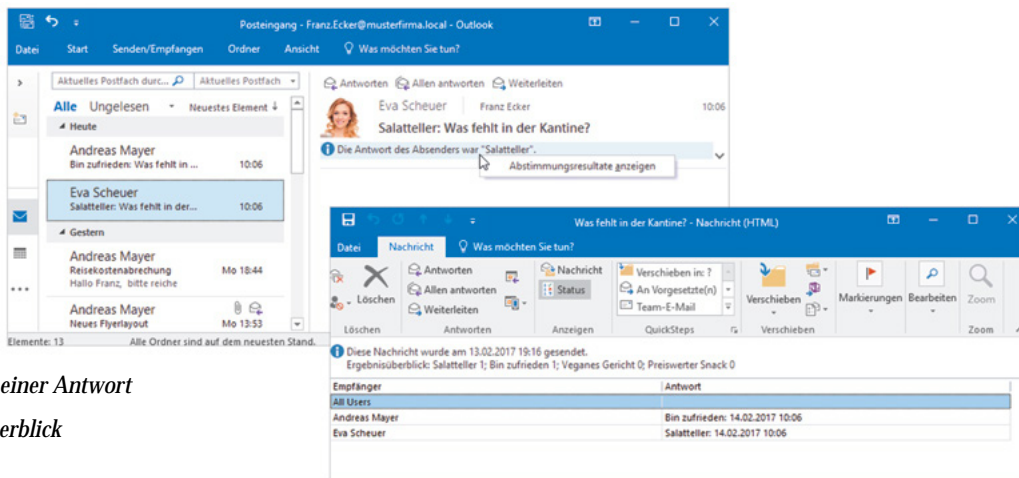 Posteingang - Franz.Ecker@musterfirma.local - Outlook
Datei Start Senden/Empfangen Ordner Ansicht Was möchten Sie tun?
Aktuelles Postfach durc... Aktuelles Postfach
Alle Ungelesen Neuestes Element ↓
Heute
Andreas Mayer
Bin zufrieden: Was fehlt in ... 10:06
Eva Scheuer
Salatteller: Was fehlt in der... 10:06
Gestern
Andreas Mayer
Reisekostenabrechung Mo 18:44
Hallo Franz, bitte reiche
Andreas Mayer
Neues Flyerlayout Mo 13:53
Elemente: 13 Alle Ordner sind auf dem neuesten Stand.
Antworten Allen antworten Weiterleiten
Eva Scheuer Franz Ecker 10:06
Salatteller: Was fehlt in der Kantine?
Die Antwort des Absenders war "Salatteller".
Abstimmungsresultate anzeigen
Was fehlt in der Kantine? - Nachricht (HTML)
Datei Nachricht Was möchten Sie tun?
Löschen
Antworten
Allen antworten
Weiterleiten
Nachricht
Status
Verschieben in: ?
An Vorgesetzte(n)
Team-E-Mail
Verschieben
Markierungen Bearbeiten Zoom
Löschen Antworten Anzeigen QuickSteps Verschieben Zoom
Diese Nachricht wurde am 13.02.2017 19:16 gesendet.
Ergebnisüberblick: Salatteller 1; Bin zufrieden 1; Veganes Gericht 0; Preiswerter Snack 0
Empfänger Antwort
All Users
Andreas Mayer Bin zufrieden: 14.02.2017 10:06
Eva Scheuer Salatteller: 14.02.2017 10:06
einer Antwort
erblick